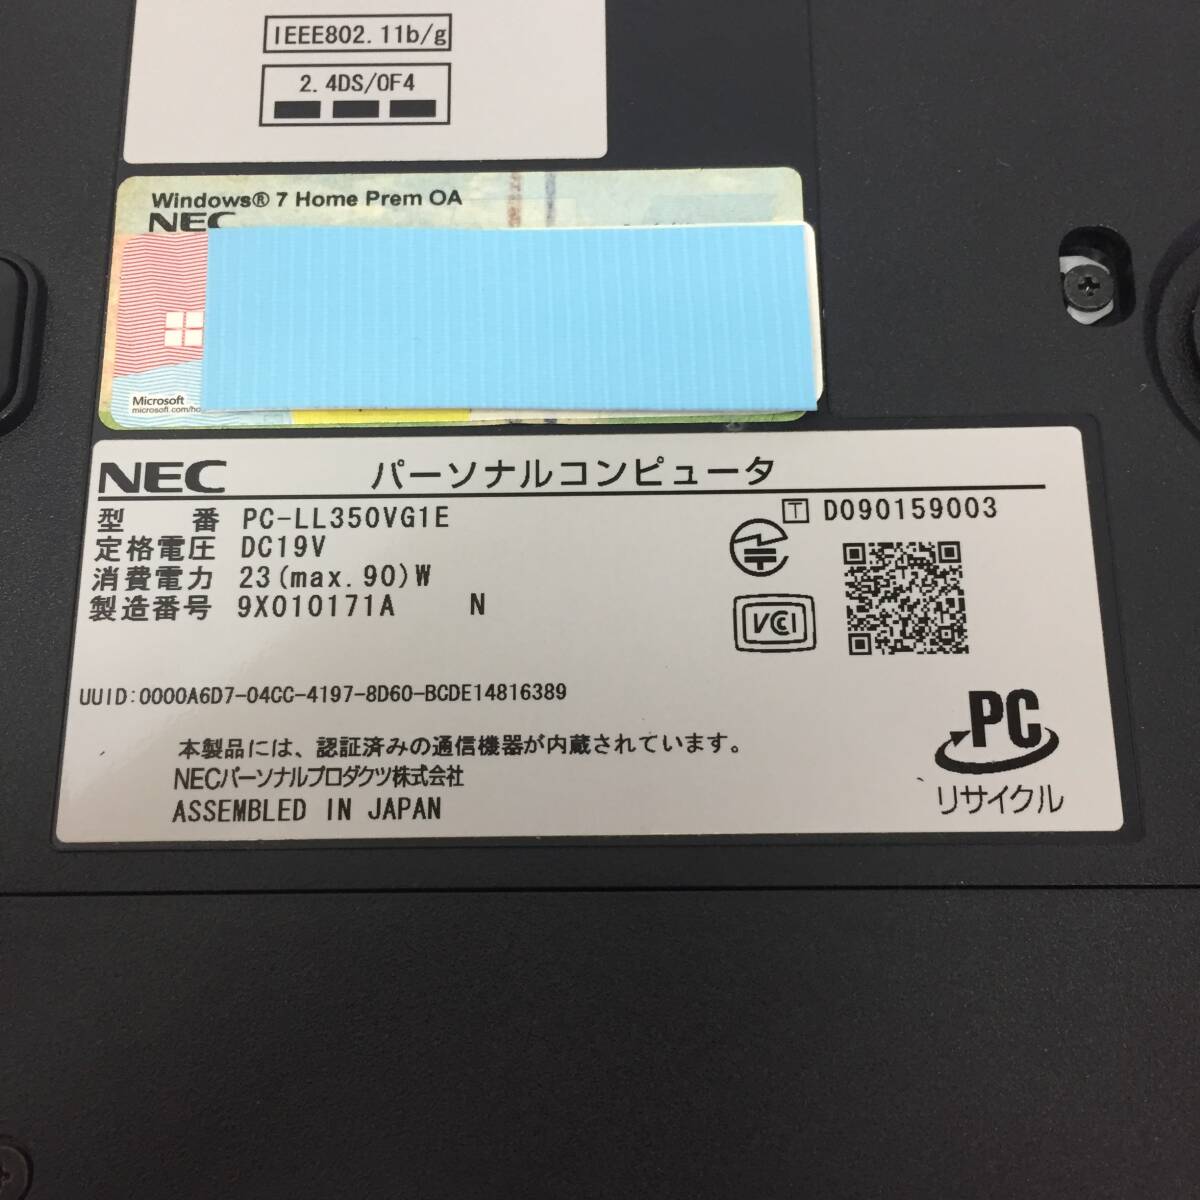 IEEE802.11b/g
2.4DS/OF4
Windows® 7 Home Prem OA
NEC
Microsoft
microsoft.com/ho
NEC パーソナルコンピュータ
型 番 PC-LL350VG1E
T D090159003
定格電圧 DC19V
消費電力 23(max.90)W
製造番号 9X010171A N
VCCI
UUID:0000A6D7-04CC-4197-8D60-BCDE14816389
本製品には、認証済みの通信機器が内蔵されています。
NECパーソナルプロダクツ株式会社
ASSEMBLED IN JAPAN
PC
リサイクル